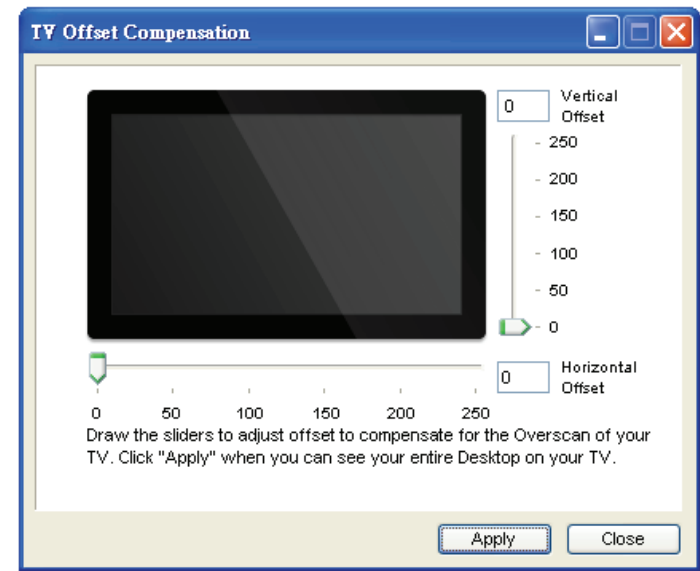 TV Offset Compensation
0
Vertical
Offset
250
200
150
100
50
0
0
Horizontal
Offset
0 50 100 150 200 250
Draw the sliders to adjust offset to compensate for the Overscan of your
TV. Click "Apply" when you can see your entire Desktop on your TV.
Apply Close